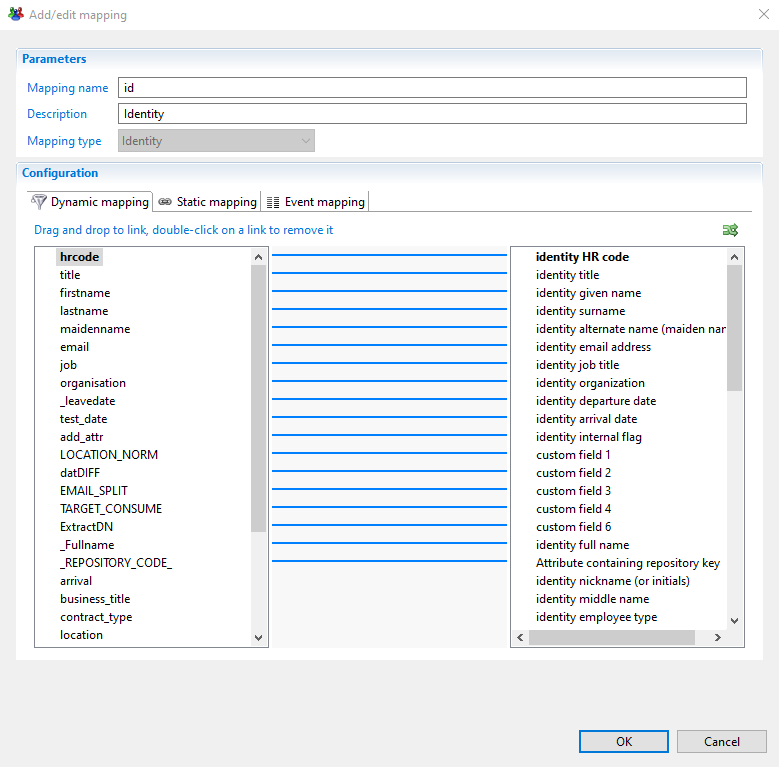 Add/edit mapping
Parameters
Mapping name id
Description Identity
Mapping type Identity
Configuration
Dynamic mapping Static mapping Event mapping
Drag and drop to link, double-click on a link to remove it
hrcode identity HR code
title identity title
firstname identity given name
lastname identity surname
maidenname identity alternate name (maiden nar
email identity email address
job identity job title
organisation identity organization
_leavedate identity departure date
test_date identity arrival date
add_attr identity internal flag
LOCATION_NORM custom field 1
datDIFF custom field 2
EMAIL_SPLIT custom field 3
TARGET_CONSUME custom field 4
ExtractDN custom field 6
_Fullname identity full name
_REPOSITORY_CODE_ Attribute containing repository key
arrival identity nickname (or initials)
business_title identity middle name
contract_type identity employee type
location
OK Cancel